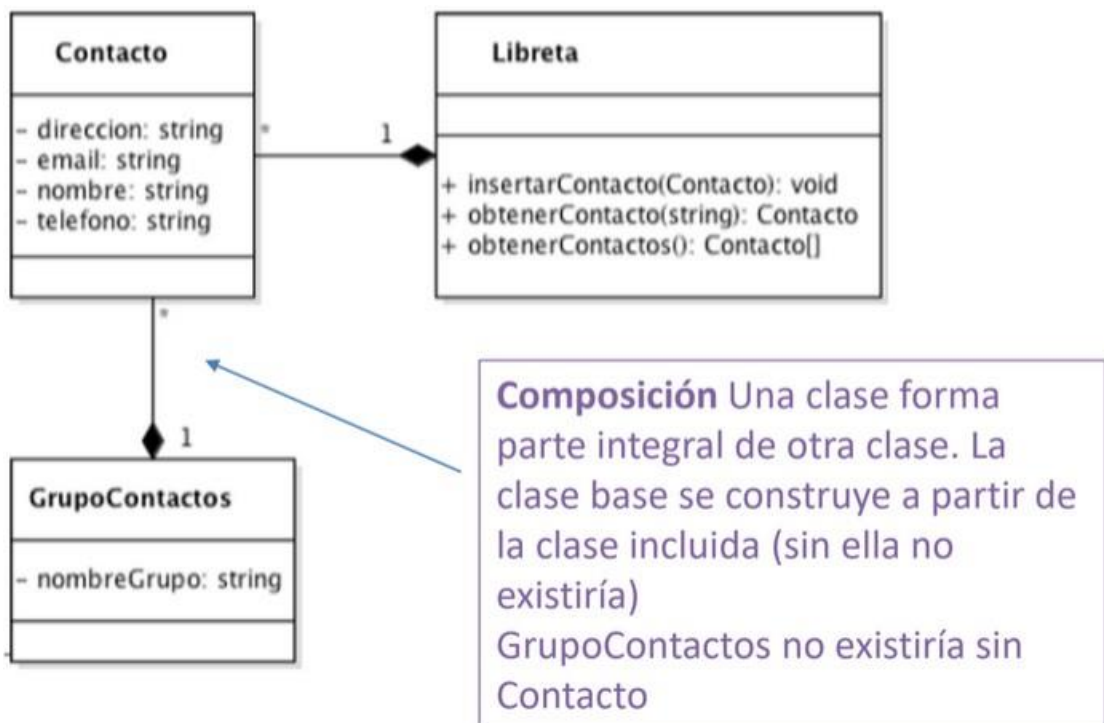 Contacto
- direccion: string
- email: string
- nombre: string
- telefono: string
*
1
Libreta
+ insertarContacto(Contacto): void
+ obtenerContacto(string): Contacto
+ obtenerContactos(): Contacto[]
*
1
GrupoContactos
- nombreGrupo: string
Composición Una clase forma
parte integral de otra clase. La
clase base se construye a partir de
la clase incluida (sin ella no
existiría)
GrupoContactos no existiría sin
Contacto